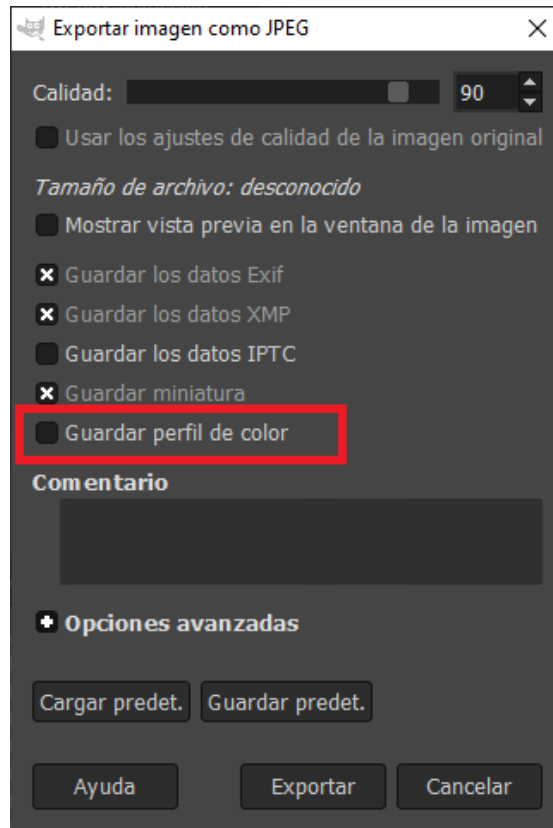 Exportar imagen como JPEG
Calidad: 90
Usar los ajustes de calidad de la imagen original
Tamaño de archivo: desconocido
Mostrar vista previa en la ventana de la imagen
Guardar los datos Exif
Guardar los datos XMP
Guardar los datos IPTC
Guardar miniatura
Guardar perfil de color
Comentario
Opciones avanzadas
Cargar predet. Guardar predet.
Ayuda Exportar Cancelar